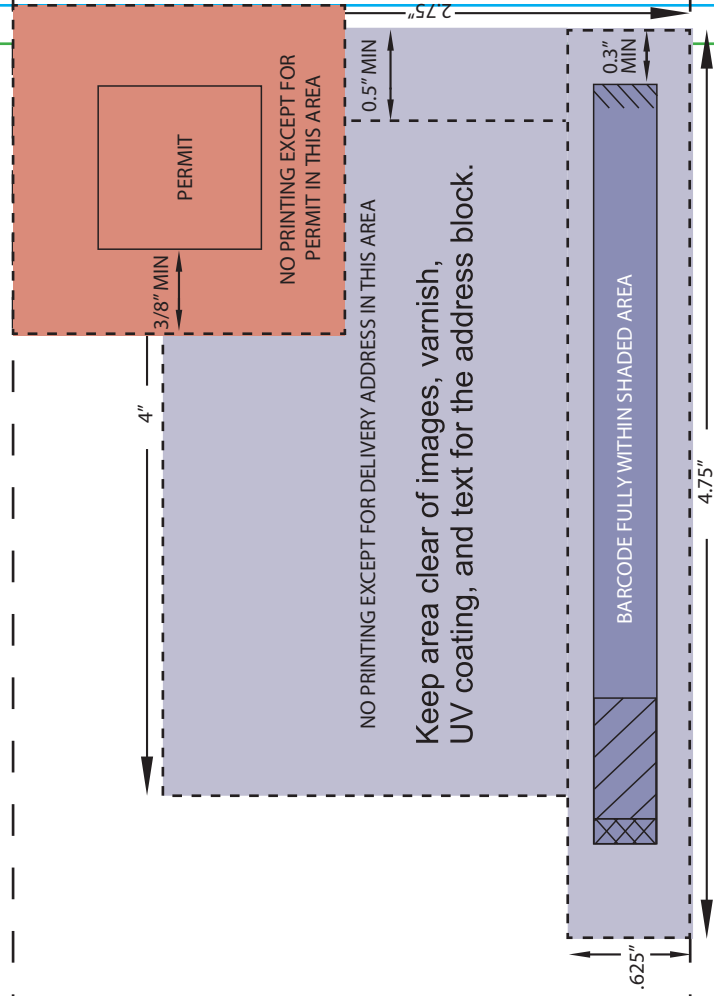 2.75"
PERMIT
NO PRINTING EXCEPT FOR
PERMIT IN THIS AREA
3/8" MIN
0.5" MIN
0.3"
MIN
4"
NO PRINTING EXCEPT FOR DELIVERY ADDRESS IN THIS AREA
Keep area clear of images, varnish,
UV coating, and text for the address block.
BARCODE FULLY WITHIN SHADED AREA
4.75"
.625"